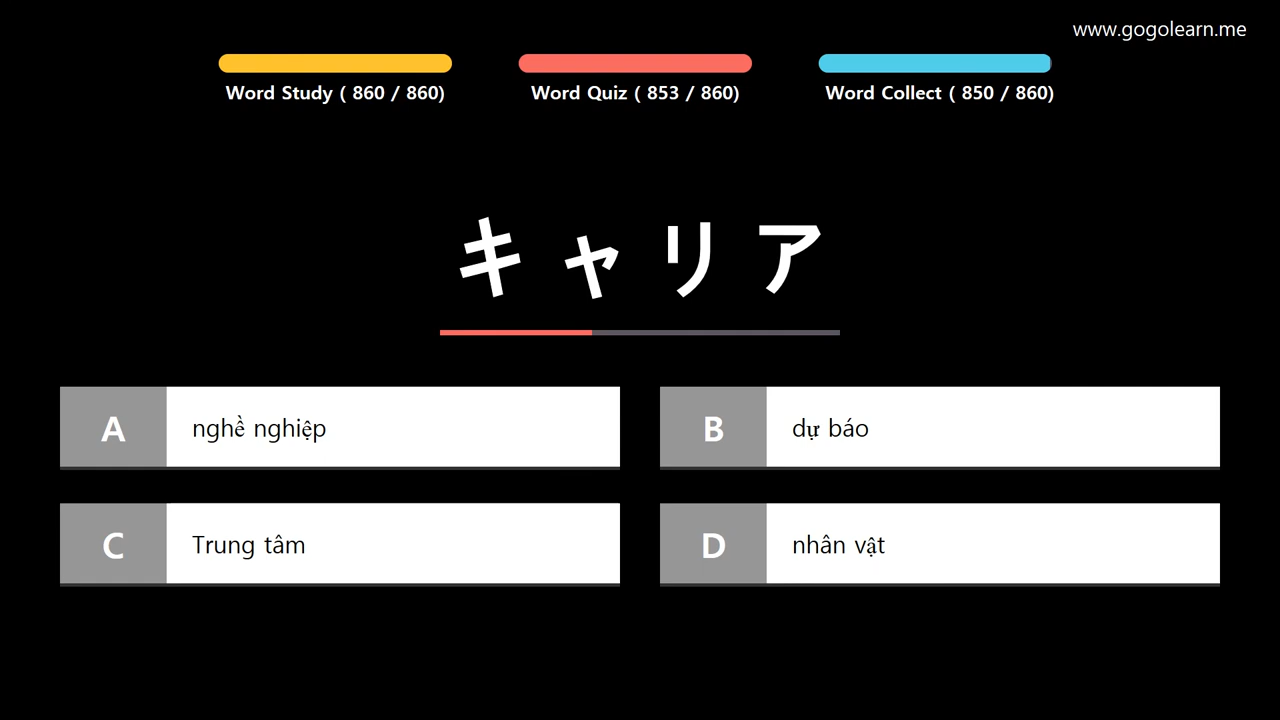 www.gogolearn.me
Word Study ( 860 / 860)
Word Quiz ( 853 / 860)
Word Collect ( 850 / 860)
キャリア
A nghề nghiệp
B dự báo
C Trung tâm
D nhân vật